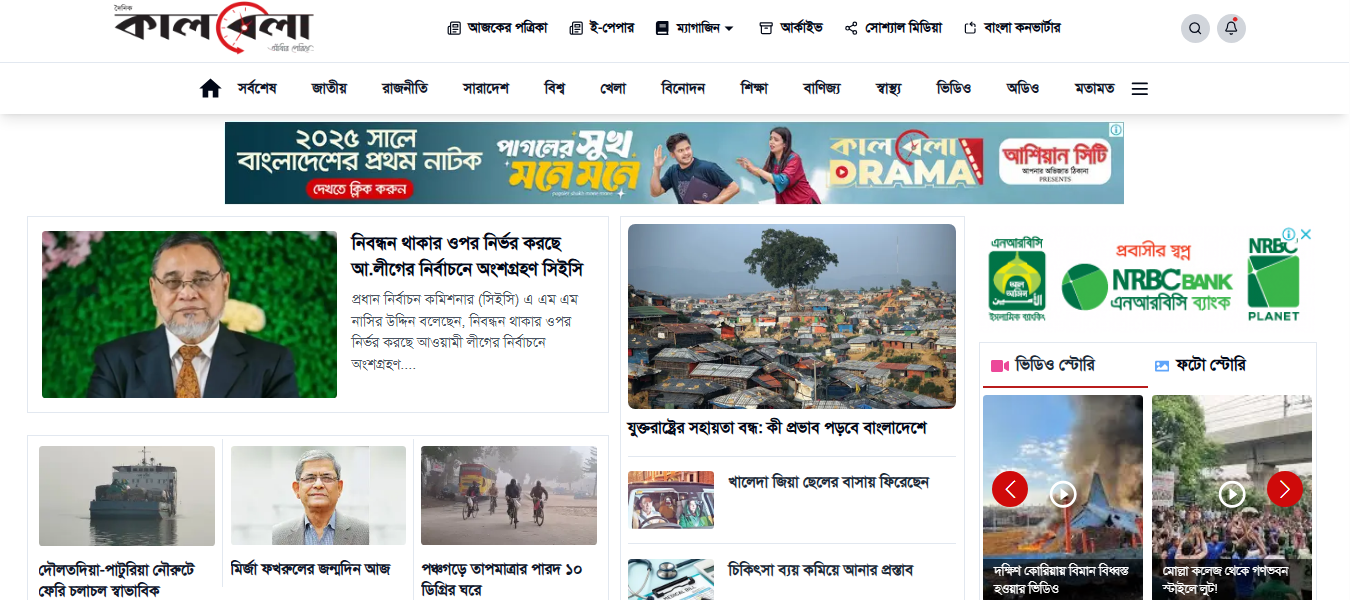 দৈনিক
কালবেলা
আজকের পত্রিকা
ই-পেপার
ম্যাগাজিন
আর্কাইভ
সোশ্যাল মিডিয়া
বাংলা কনভার্টার
সর্বশেষ
জাতীয়
রাজনীতি
সারাদেশ
বিশ্ব
খেলা
বিনোদন
শিক্ষা
বাণিজ্য
স্বাস্থ্য
ভিডিও
অডিও
মতামত
২০২৫ সালে
বাংলাদেশের প্রথম নাটক
দেখতে ক্লিক করুন
পাগলের সুখ
মনে মনে
কালবেলা
DRAMA
আশিয়ান সিটি
আপনার অভিজাত ঠিকানা
PRESENTS
নিবন্ধন থাকার ওপর নির্ভর করছে
আ.লীগের নির্বাচনে অংশগ্রহণ সিইসি
প্রধান নির্বাচন কমিশনার (সিইসি) এ এম এম
নাসির উদ্দিন বলেছেন, নিবন্ধন থাকার ওপর
নির্ভর করছে আওয়ামী লীগের নির্বাচনে
অংশগ্রহণ....
দৌলতদিয়া-পাটুরিয়া নৌরুটে
ফেরি চলাচল স্বাভাবিক
মির্জা ফখরুলের জন্মদিন আজ
পঞ্চগড়ে তাপমাত্রার পারদ ১০
ডিগ্রির ঘরে
যুক্তরাষ্ট্রের সহায়তা বন্ধ: কী প্রভাব পড়বে বাংলাদেশে
খালেদা জিয়া ছেলের বাসায় ফিরেছেন
চিকিৎসা ব্যয় কমিয়ে আনার প্রস্তাব
এনআরবিসি
আল আমিন
ইসলামিক ব্যাংকিং
প্রবাসীর স্বপ্ন
NRBC BANK
এনআরবিসি ব্যাংক
NRBC
PLANET
ভিডিও স্টোরি
ফটো স্টোরি
দক্ষিণ কোরিয়ায় বিমান বিধ্বস্ত
হওয়ার ভিডিও
মোল্লা কলেজ থেকে গণভবন
স্টাইলে লুট!